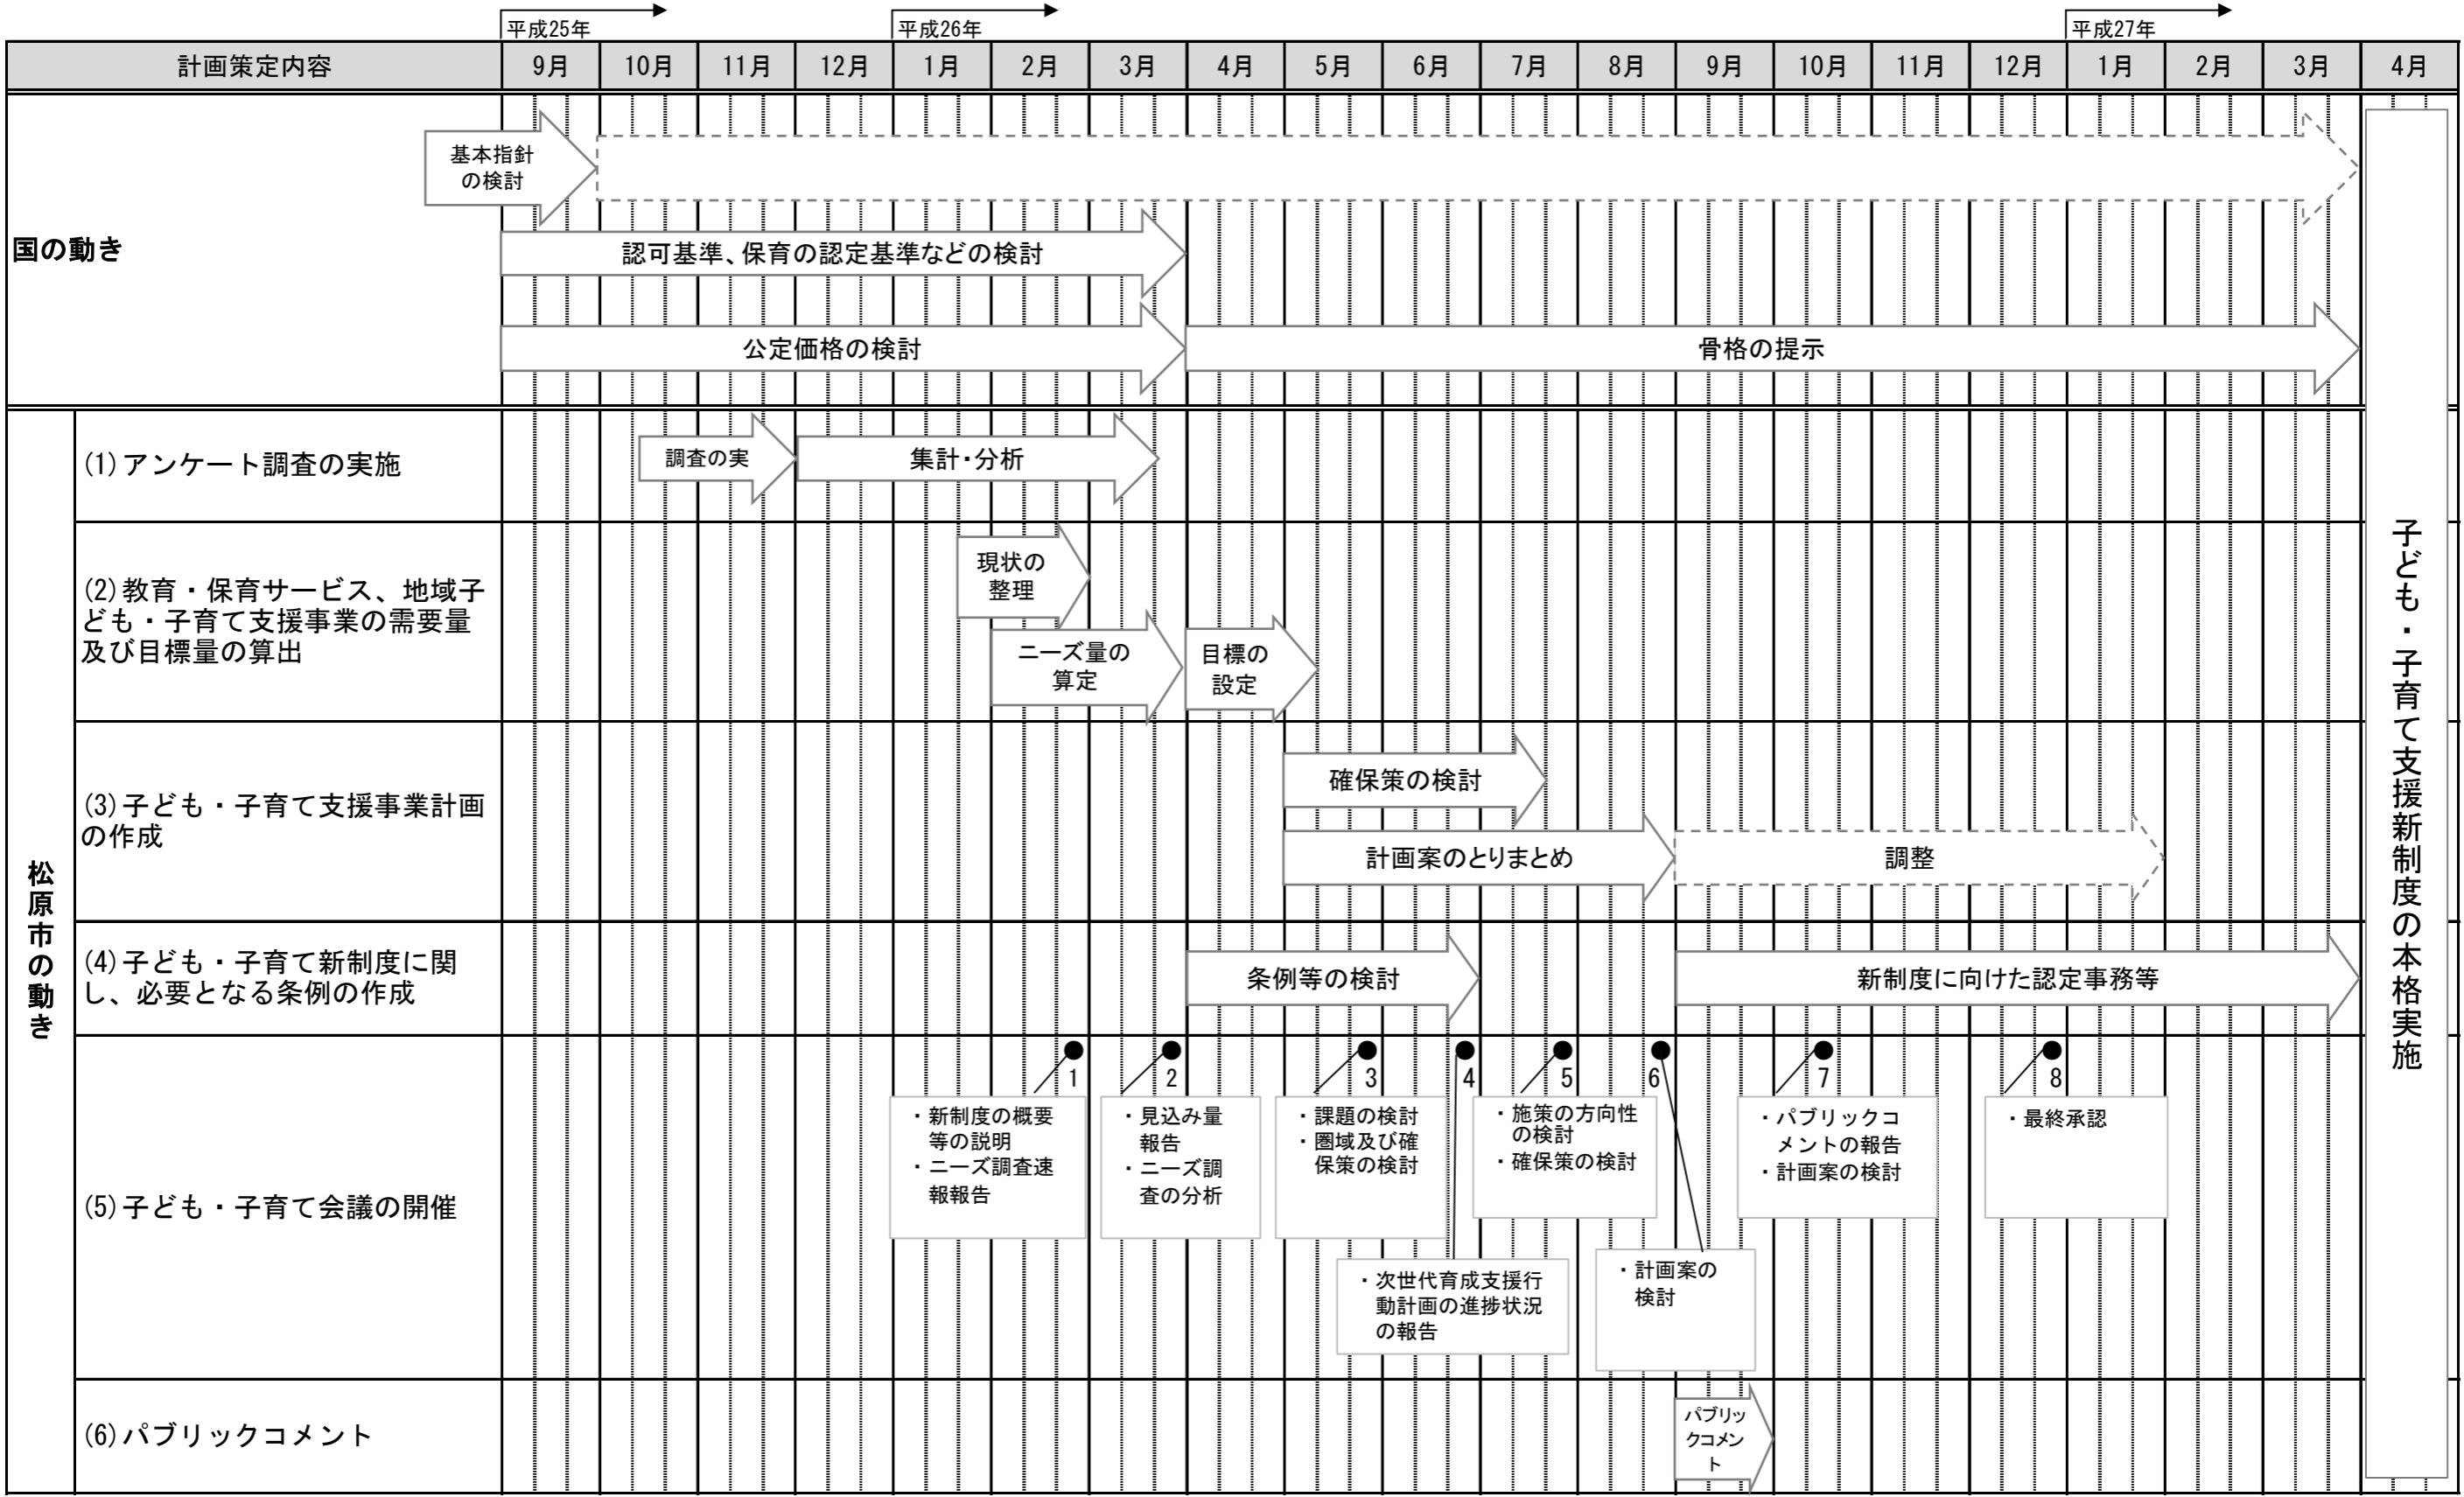 平成25年
平成26年
平成27年
計画策定内容
9月
10月
11月
12月
1月
2月
3月
4月
5月
6月
7月
8月
9月
10月
11月
12月
1月
2月
3月
4月
国の動き
基本指針
の検討
認可基準、保育の認定基準などの検討
公定価格の検討
骨格の提示
松原市の動き
(1)アンケート調査の実施
調査の実
集計・分析
(2)教育・保育サービス、地域子
ども・子育て支援事業の需要量
及び目標量の算出
現状の
整理
ニーズ量の
算定
目標の
設定
(3)子ども・子育て支援事業計画
の作成
確保策の検討
計画案のとりまとめ
調整
(4)子ども・子育て新制度に関
し、必要となる条例の作成
条例等の検討
新制度に向けた認定事務等
(5)子ども・子育て会議の開催
1
2
3
4
5
6
7
8
・新制度の概要
等の説明
・ニーズ調査速
報報告
・見込み量
報告
・ニーズ調
査の分析
・課題の検討
・圏域及び確
保策の検討
・次世代育成支援行
動計画の進捗状況
の報告
・施策の方向性
の検討
・確保策の検討
・計画案の
検討
・パブリックコ
メントの報告
・計画案の検討
・最終承認
(6)パブリックコメント
パブリッ
クコメン
ト
子ども・子育て支援新制度の本格実施